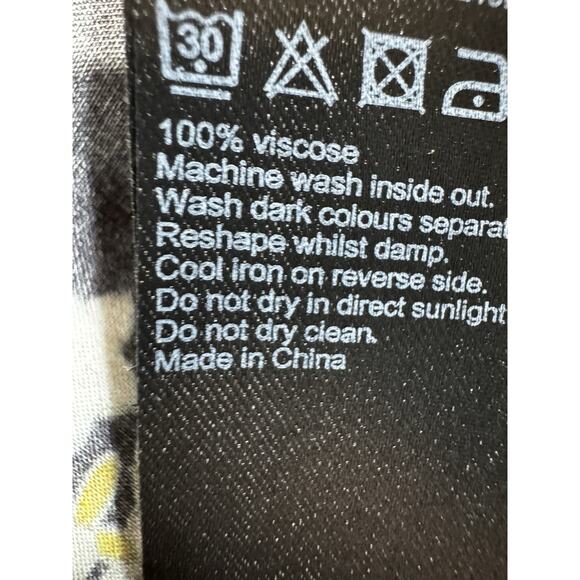 30
100% viscose
Machine wash inside out.
Wash dark colours
Reshape whilst damp.
Cool iron on reverse side.
Do not dry in direct sunlight
Do not dry clean.
Made in China